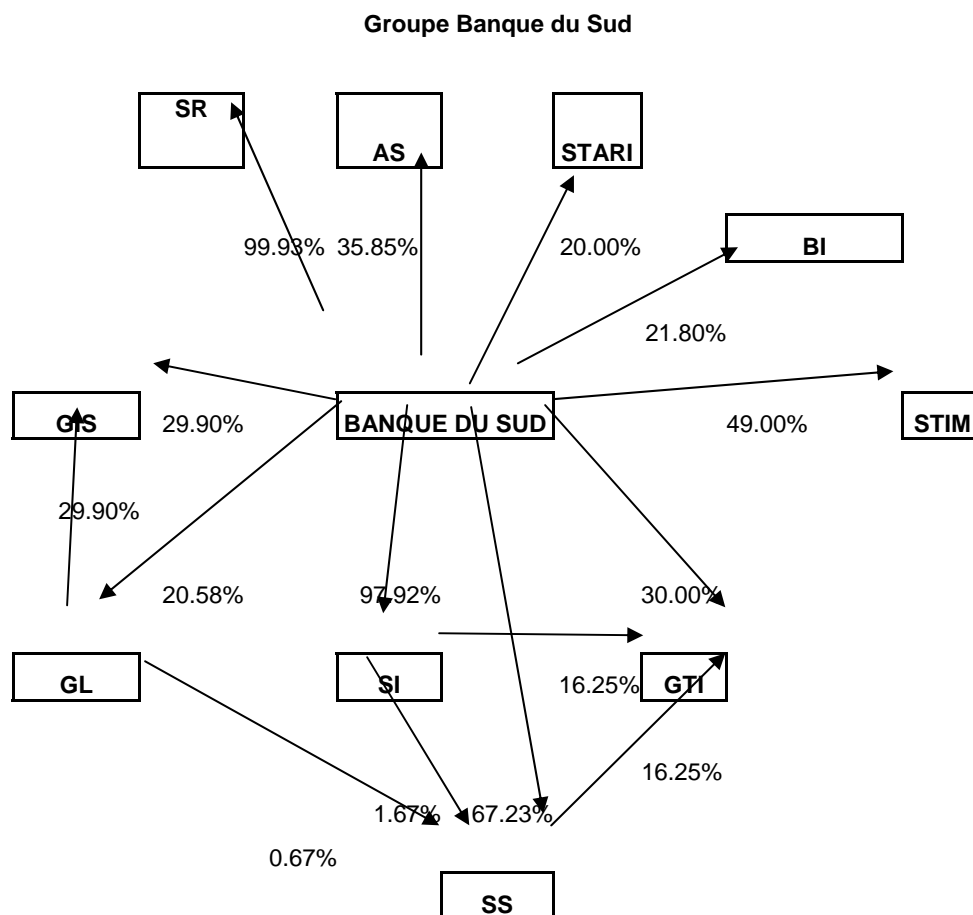 Groupe Banque du Sud
SR
AS
STARI
99.93%
35.85%
20.00%
BI
21.80%
GIS
29.90%
BANQUE DU SUD
49.00%
STIM
29.90%
20.58%
97.92%
30.00%
GL
SI
16.25%
GTI
16.25%
1.67%
67.23%
0.67%
SS